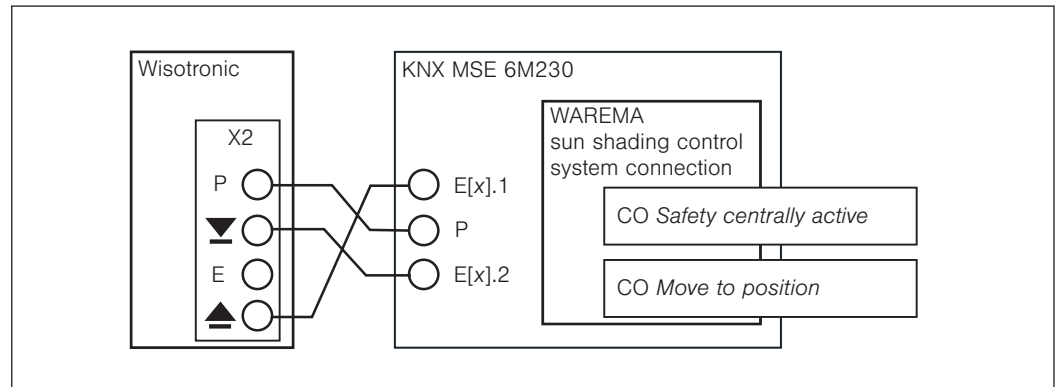 Wisotronic
X2
P
E
KNX MSE 6M230
E[x].1
P
E[x].2
WAREMA
sun shading control
system connection
CO Safety centrally active
CO Move to position